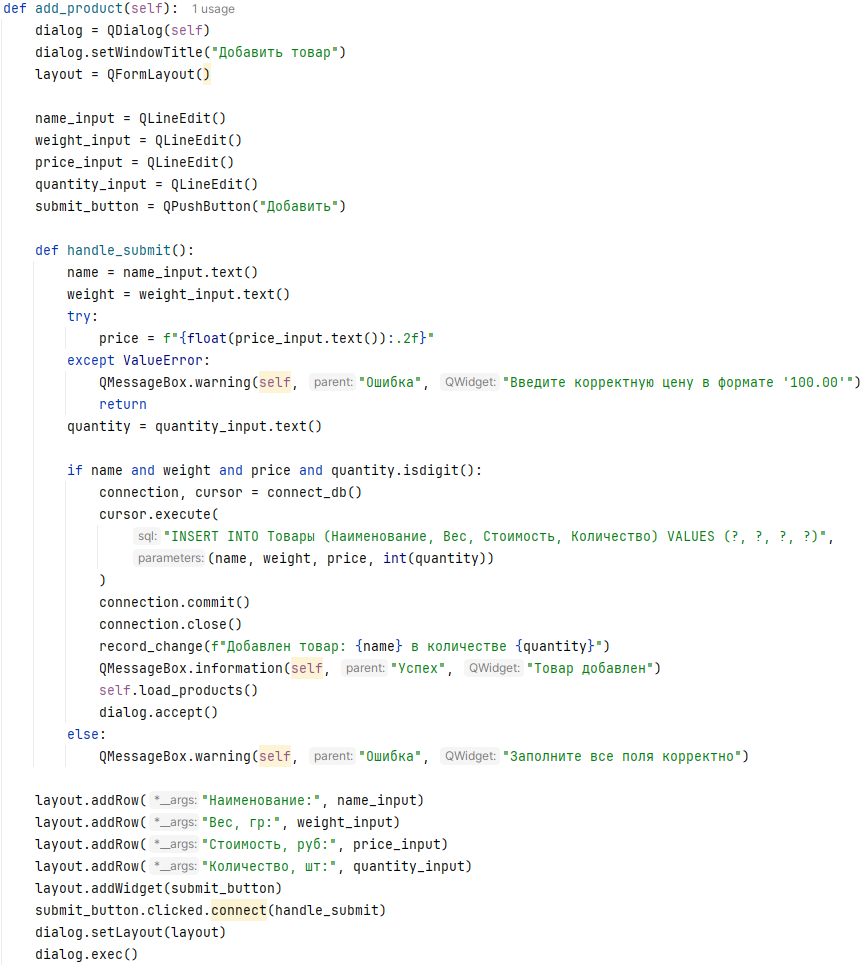 def add_product(self):  1 usage
    dialog = QDialog(self)
    dialog.setWindowTitle("Добавить товар")
    layout = QFormLayout()

    name_input = QLineEdit()
    weight_input = QLineEdit()
    price_input = QLineEdit()
    quantity_input = QLineEdit()
    submit_button = QPushButton("Добавить")

    def handle_submit():
        name = name_input.text()
        weight = weight_input.text()
        try:
            price = f"{float(price_input.text()):.2f}"
        except ValueError:
            QMessageBox.warning(self, parent: "Ошибка", QWidget: "Введите корректную цену в формате '100.00'")
            return
        quantity = quantity_input.text()

        if name and weight and price and quantity.isdigit():
            connection, cursor = connect_db()
            cursor.execute(
                sql: "INSERT INTO Товары (Наименование, Вес, Стоимость, Количество) VALUES (?, ?, ?, ?)",
                parameters: (name, weight, price, int(quantity))
            )
            connection.commit()
            connection.close()
            record_change(f"Добавлен товар: {name} в количестве {quantity}")
            QMessageBox.information(self, parent: "Успех", QWidget: "Товар добавлен")
            self.load_products()
            dialog.accept()
        else:
            QMessageBox.warning(self, parent: "Ошибка", QWidget: "Заполните все поля корректно")

    layout.addRow( *__args: "Наименование:", name_input)
    layout.addRow( *__args: "Вес, гр:", weight_input)
    layout.addRow( *__args: "Стоимость, руб:", price_input)
    layout.addRow( *__args: "Количество, шт:", quantity_input)
    layout.addWidget(submit_button)
    submit_button.clicked.connect(handle_submit)
    dialog.setLayout(layout)
    dialog.exec()